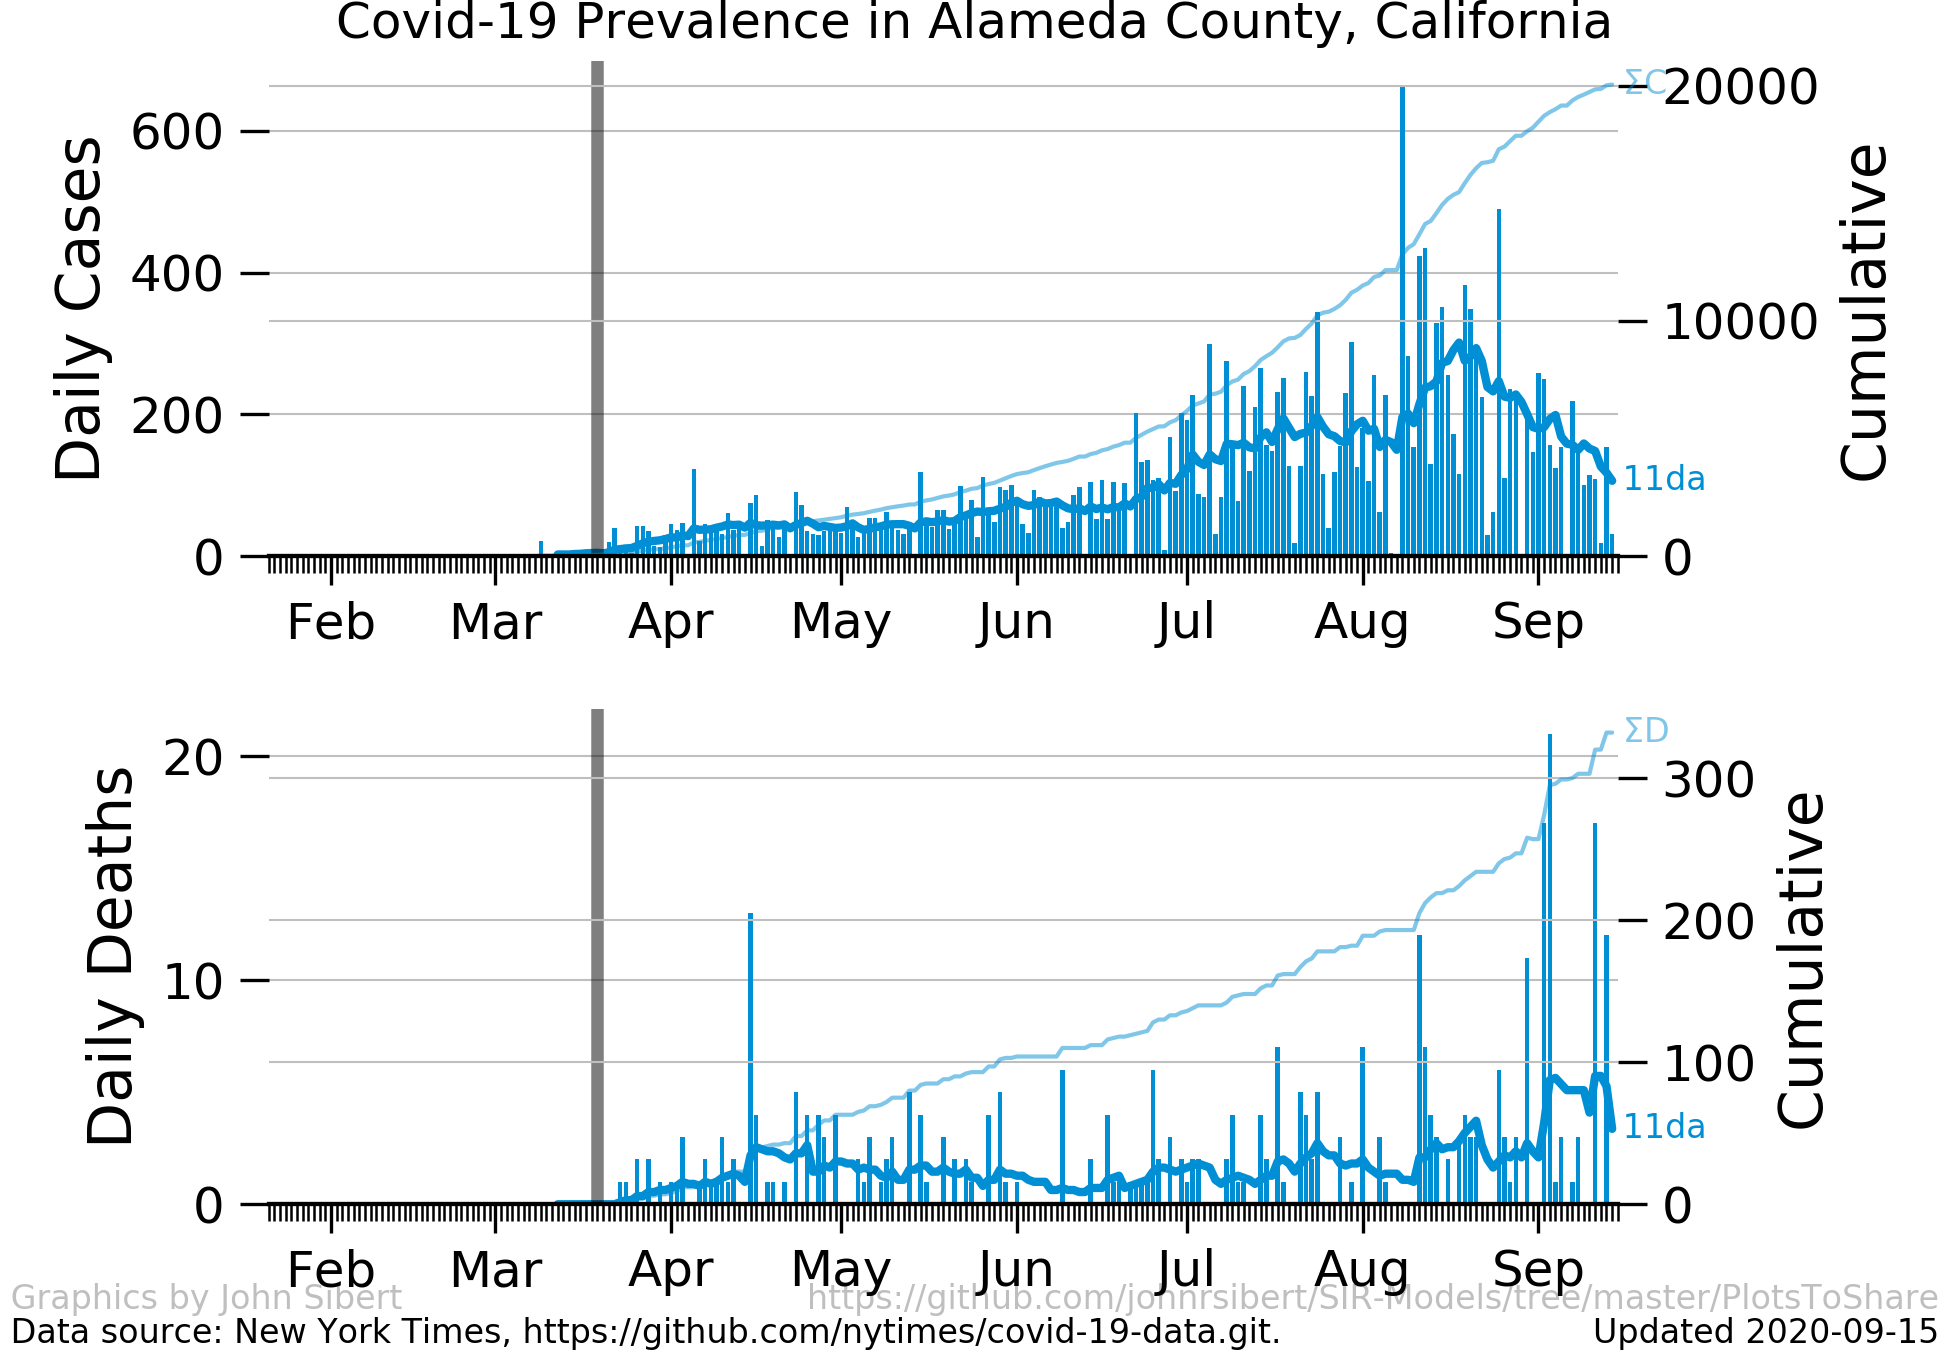 Covid-19 Prevalence in Alameda County, California
Daily Cases
600
400
200
0
ΣC
20000
10000
0
Cumulative
11da
Feb Mar Apr May Jun Jul Aug Sep
Daily Deaths
20
10
0
ΣD
300
200
100
0
Cumulative
11da
Feb Mar Apr May Jun Jul Aug Sep
Graphics by John Sibert https://github.com/johnrsibert/SIR-Models/tree/master/PlotsToShare
Data source: New York Times, https://github.com/nytimes/covid-19-data.git. Updated 2020-09-15